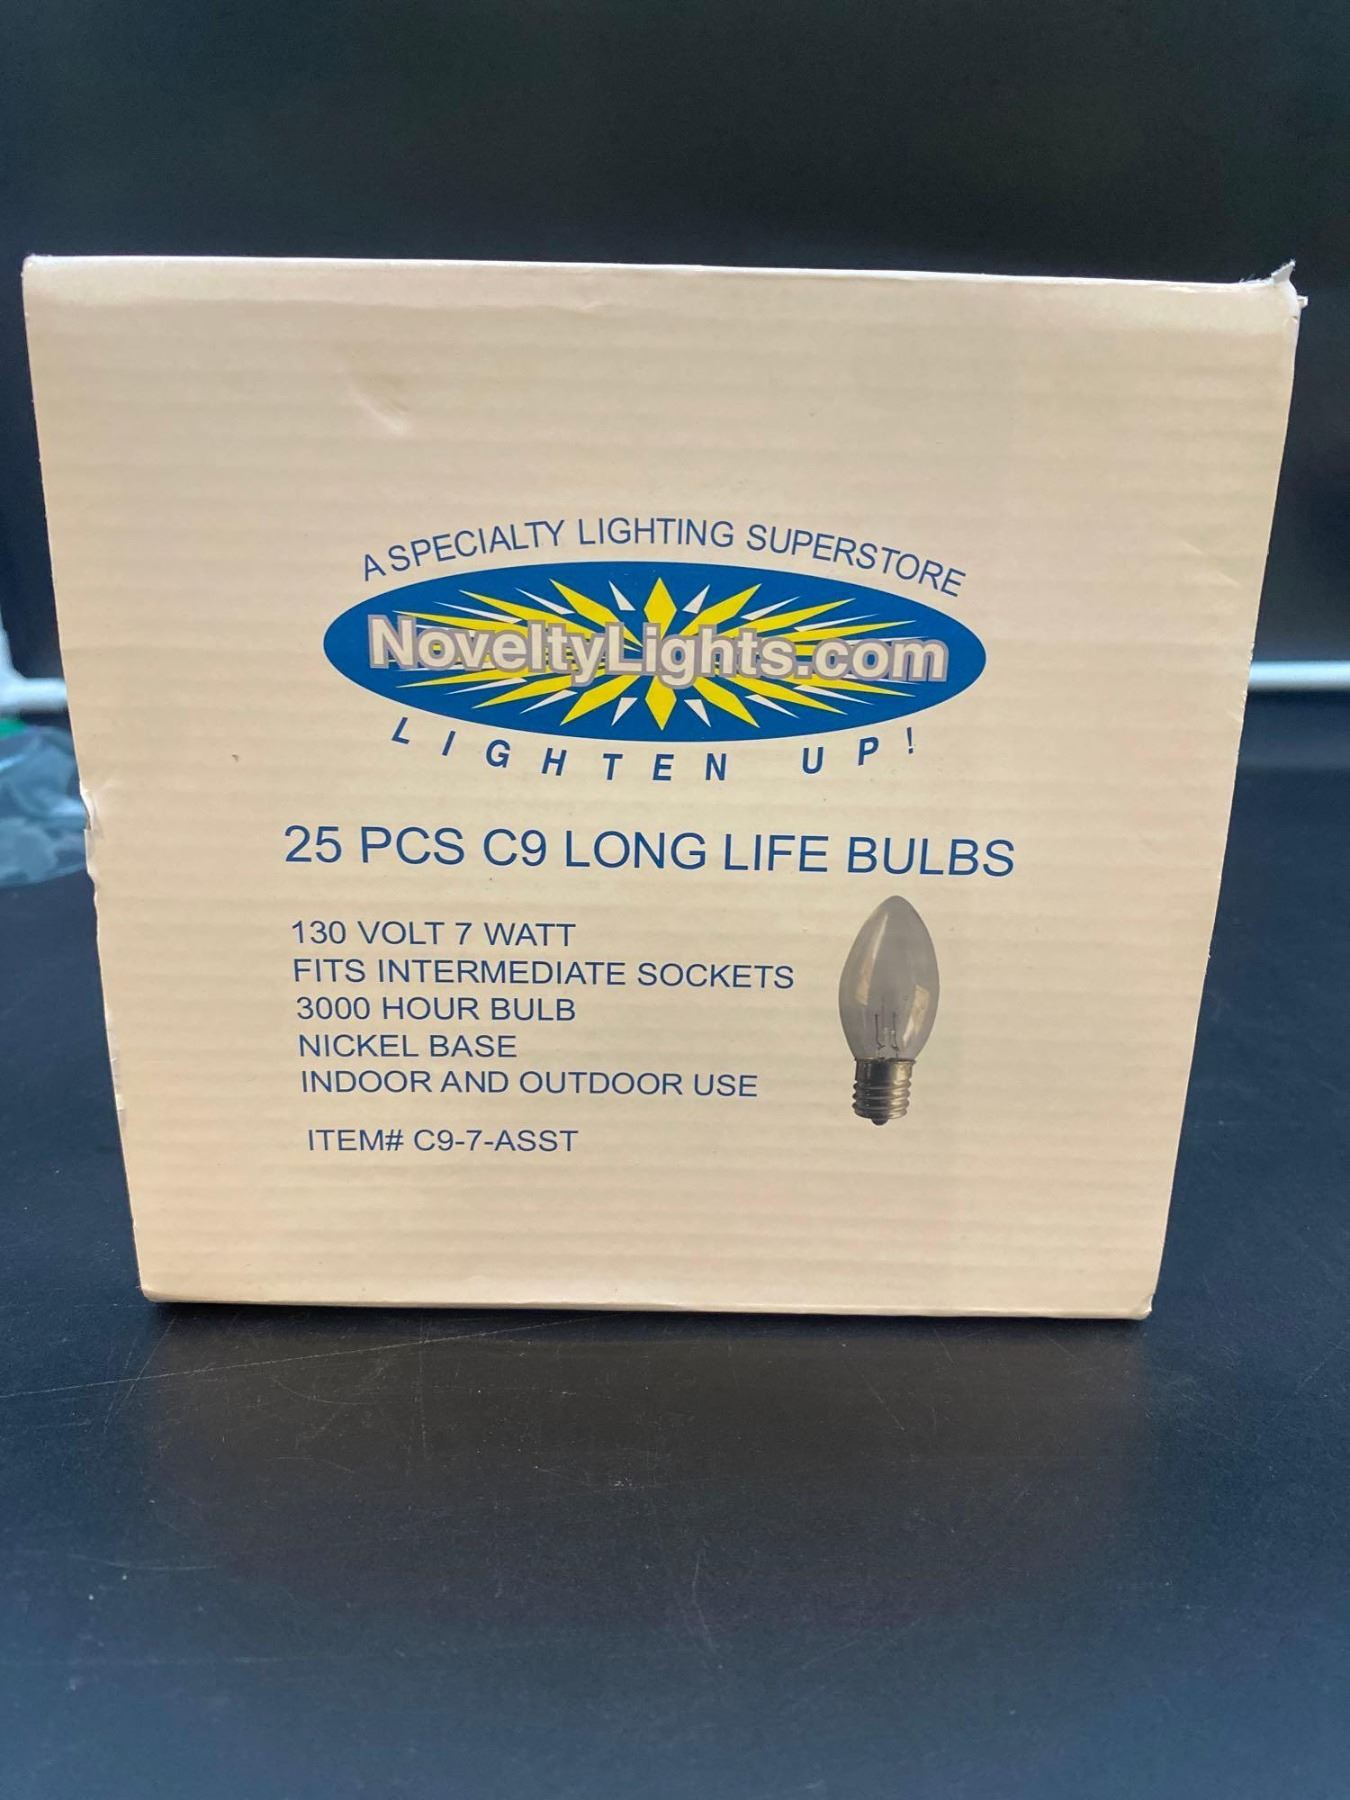 A SPECIALTY LIGHTING SUPERSTORE
NoveltyLights.com
LIGHTEN UP!
25 PCS C9 LONG LIFE BULBS
130 VOLT 7 WATT
FITS INTERMEDIATE SOCKETS
3000 HOUR BULB
NICKEL BASE
INDOOR AND OUTDOOR USE
ITEM# C9-7-ASST